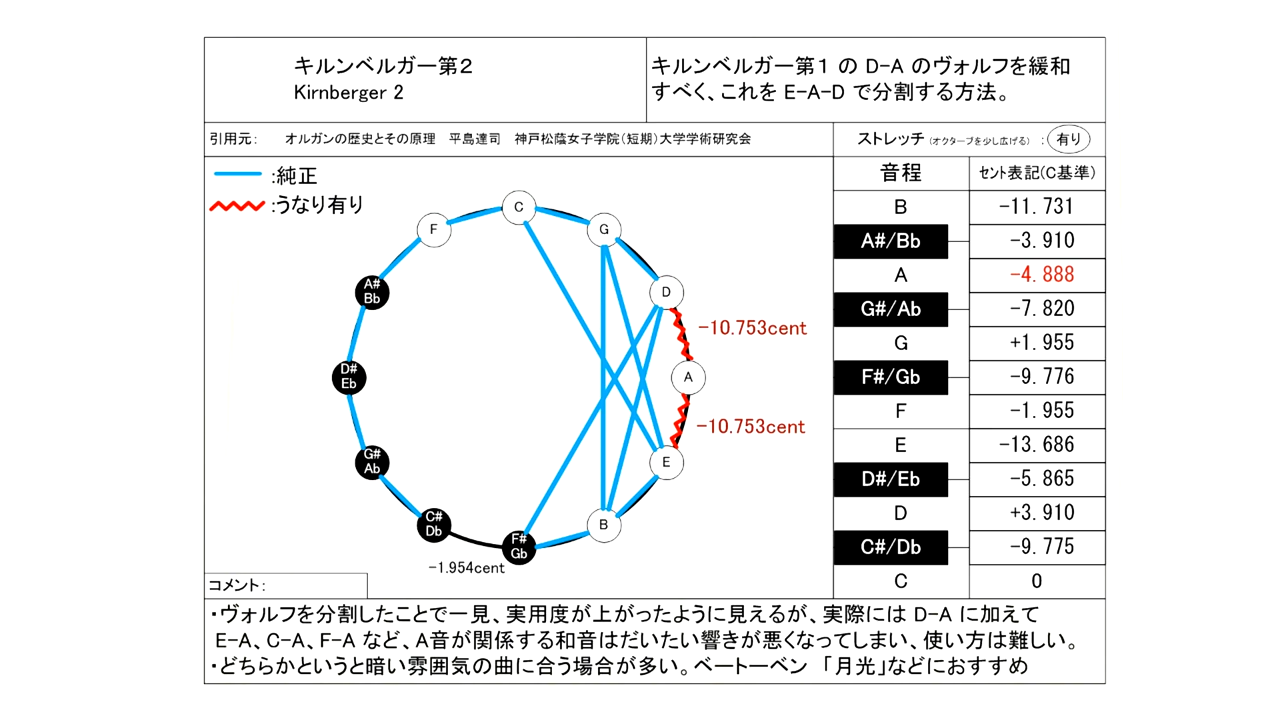 キルンベルガー第2
Kirnberger 2
キルンベルガー第1 の D-A のヴォルフを緩和
すべく、これを E-A-D で分割する方法。
引用元: オルガンの歴史とその原理 平島達司 神戸松蔭女子学院(短期)大学学術研究会
ストレッチ (オクターブを少し広げる) : 有り
:純正
:うなり有り
C
G
D
A
E
B
F#
Gb
C#
Db
G#
Ab
D#
Eb
A#
Bb
F
-10.753cent
-10.753cent
-1.954cent
音程 セント表記(C基準)
B -11.731
A#/Bb -3.910
A -4.888
G#/Ab -7.820
G +1.955
F#/Gb -9.776
F -1.955
E -13.686
D#/Eb -5.865
D +3.910
C#/Db -9.775
C 0
コメント:
・ヴォルフを分割したことで一見、実用度が上がったように見えるが、実際には D-A に加えて
E-A、C-A、F-A など、A音が関係する和音はだいたい響きが悪くなってしまい、使い方は難しい。
・どちらかというと暗い雰囲気の曲に合う場合が多い。ベートーベン 「月光」などにおすすめ